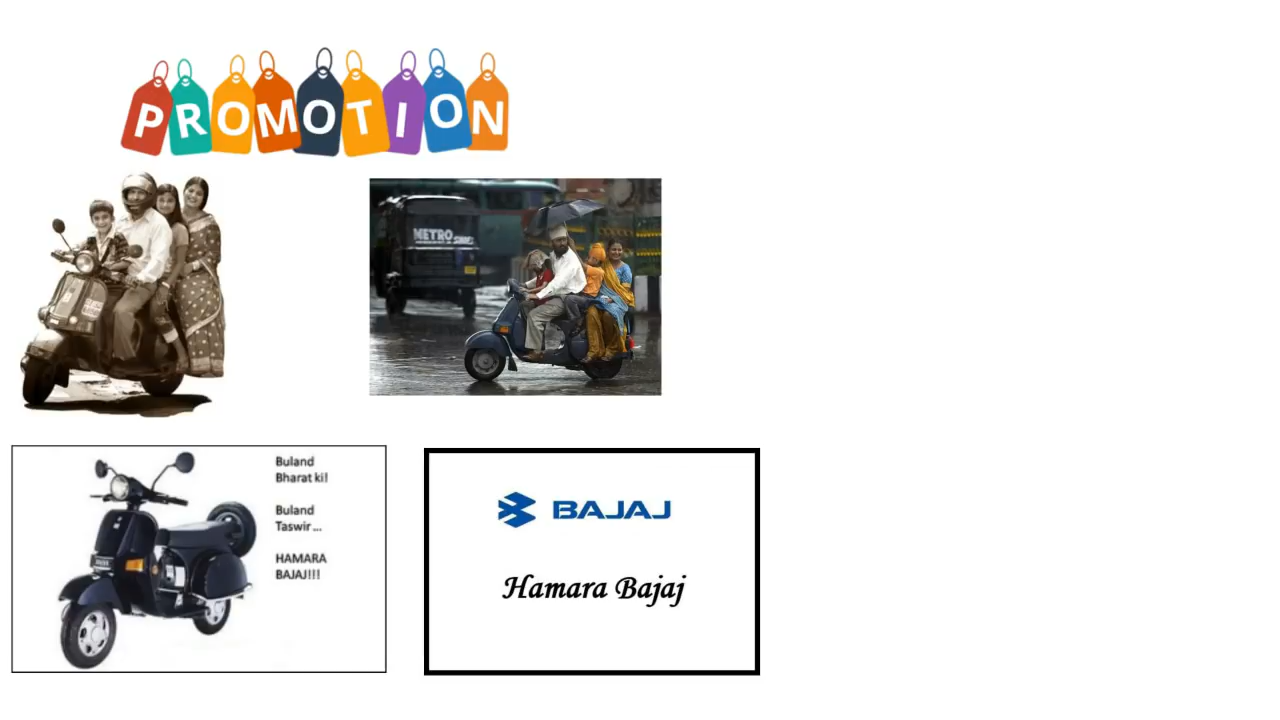 PROMOTION
METRO
Buland
Bharat ki!
Buland
Taswir ...
HAMARA
BAJAJ!!!
BAJAJ
Hamara Bajaj